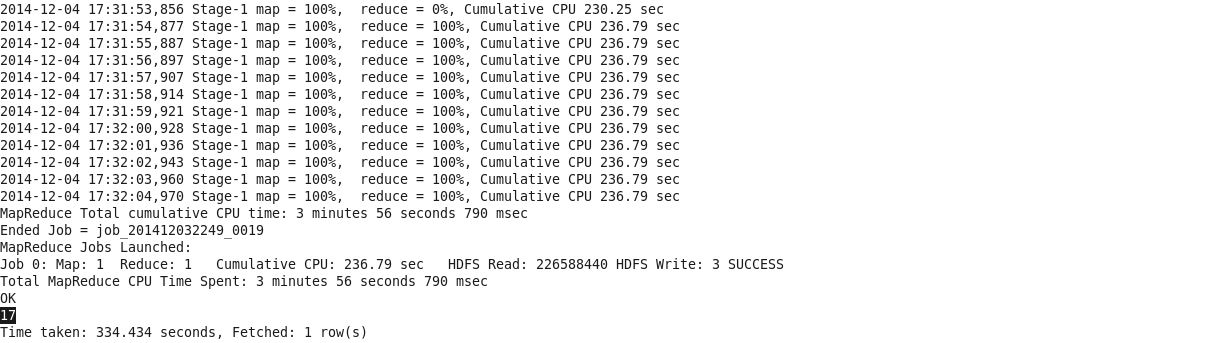 2014-12-04 17:31:53,856 Stage-1 map = 100%,  reduce = 0%, Cumulative CPU 230.25 sec
2014-12-04 17:31:54,877 Stage-1 map = 100%,  reduce = 100%, Cumulative CPU 236.79 sec
2014-12-04 17:31:55,887 Stage-1 map = 100%,  reduce = 100%, Cumulative CPU 236.79 sec
2014-12-04 17:31:56,897 Stage-1 map = 100%,  reduce = 100%, Cumulative CPU 236.79 sec
2014-12-04 17:31:57,907 Stage-1 map = 100%,  reduce = 100%, Cumulative CPU 236.79 sec
2014-12-04 17:31:58,914 Stage-1 map = 100%,  reduce = 100%, Cumulative CPU 236.79 sec
2014-12-04 17:31:59,921 Stage-1 map = 100%,  reduce = 100%, Cumulative CPU 236.79 sec
2014-12-04 17:32:00,928 Stage-1 map = 100%,  reduce = 100%, Cumulative CPU 236.79 sec
2014-12-04 17:32:01,936 Stage-1 map = 100%,  reduce = 100%, Cumulative CPU 236.79 sec
2014-12-04 17:32:02,943 Stage-1 map = 100%,  reduce = 100%, Cumulative CPU 236.79 sec
2014-12-04 17:32:03,960 Stage-1 map = 100%,  reduce = 100%, Cumulative CPU 236.79 sec
2014-12-04 17:32:04,970 Stage-1 map = 100%,  reduce = 100%, Cumulative CPU 236.79 sec
MapReduce Total cumulative CPU time: 3 minutes 56 seconds 790 msec
Ended Job = job_201412032249_0019
MapReduce Jobs Launched:
Job 0: Map: 1  Reduce: 1   Cumulative CPU: 236.79 sec   HDFS Read: 226588440 HDFS Write: 3 SUCCESS
Total MapReduce CPU Time Spent: 3 minutes 56 seconds 790 msec
OK
17
Time taken: 334.434 seconds, Fetched: 1 row(s)